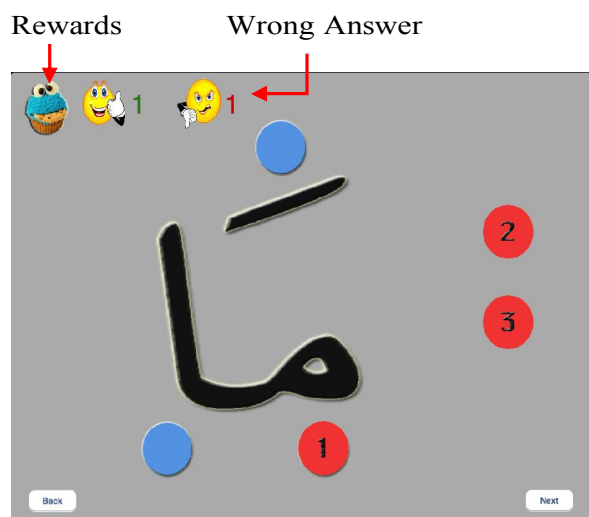 Rewards Wrong Answer
1 1
مَا
2
3
1
Back Next